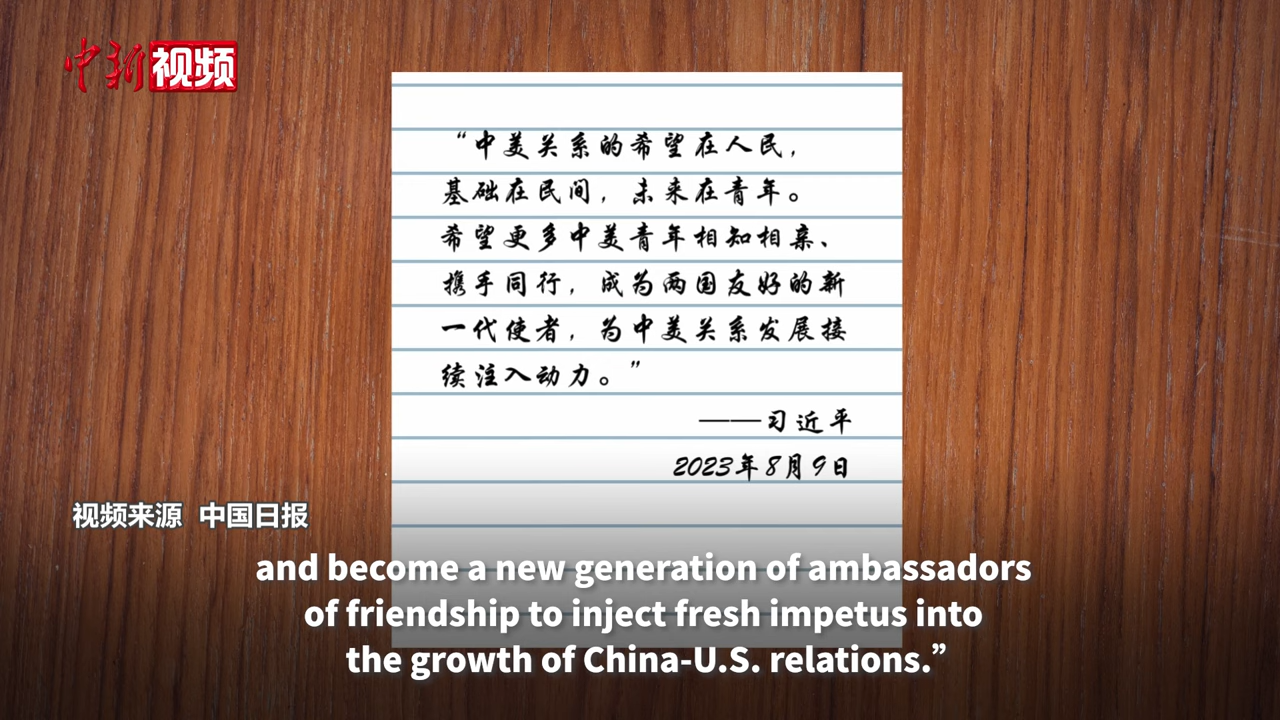 中新视频
“中美关系的希望在人民，
基础在民间，未来在青年。
希望更多中美青年相知相亲、
携手同行，成为两国友好的新
一代使者，为中美关系发展接
续注入动力。”
——习近平
2023年8月9日
视频来源 中国日报
and become a new generation of ambassadors
of friendship to inject fresh impetus into
the growth of China-U.S. relations.”